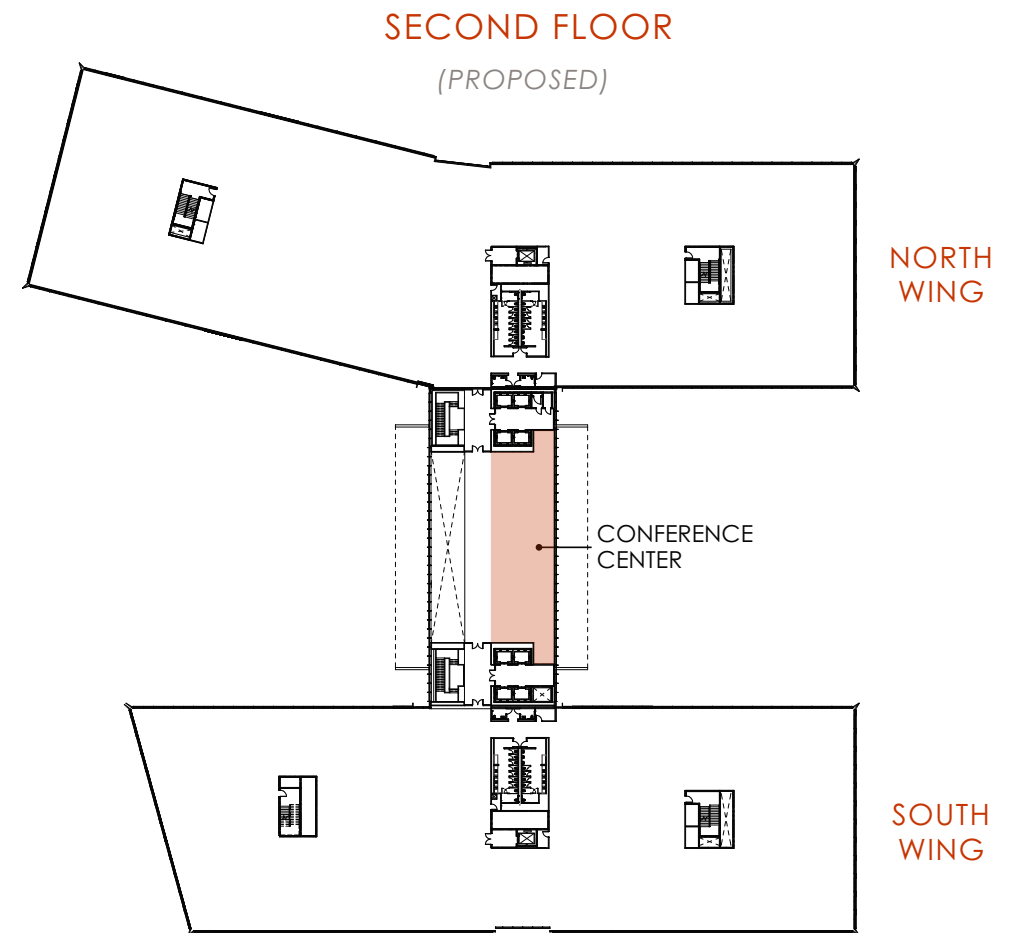 SECOND FLOOR
(PROPOSED)
NORTH
WING
CONFERENCE
CENTER
SOUTH
WING